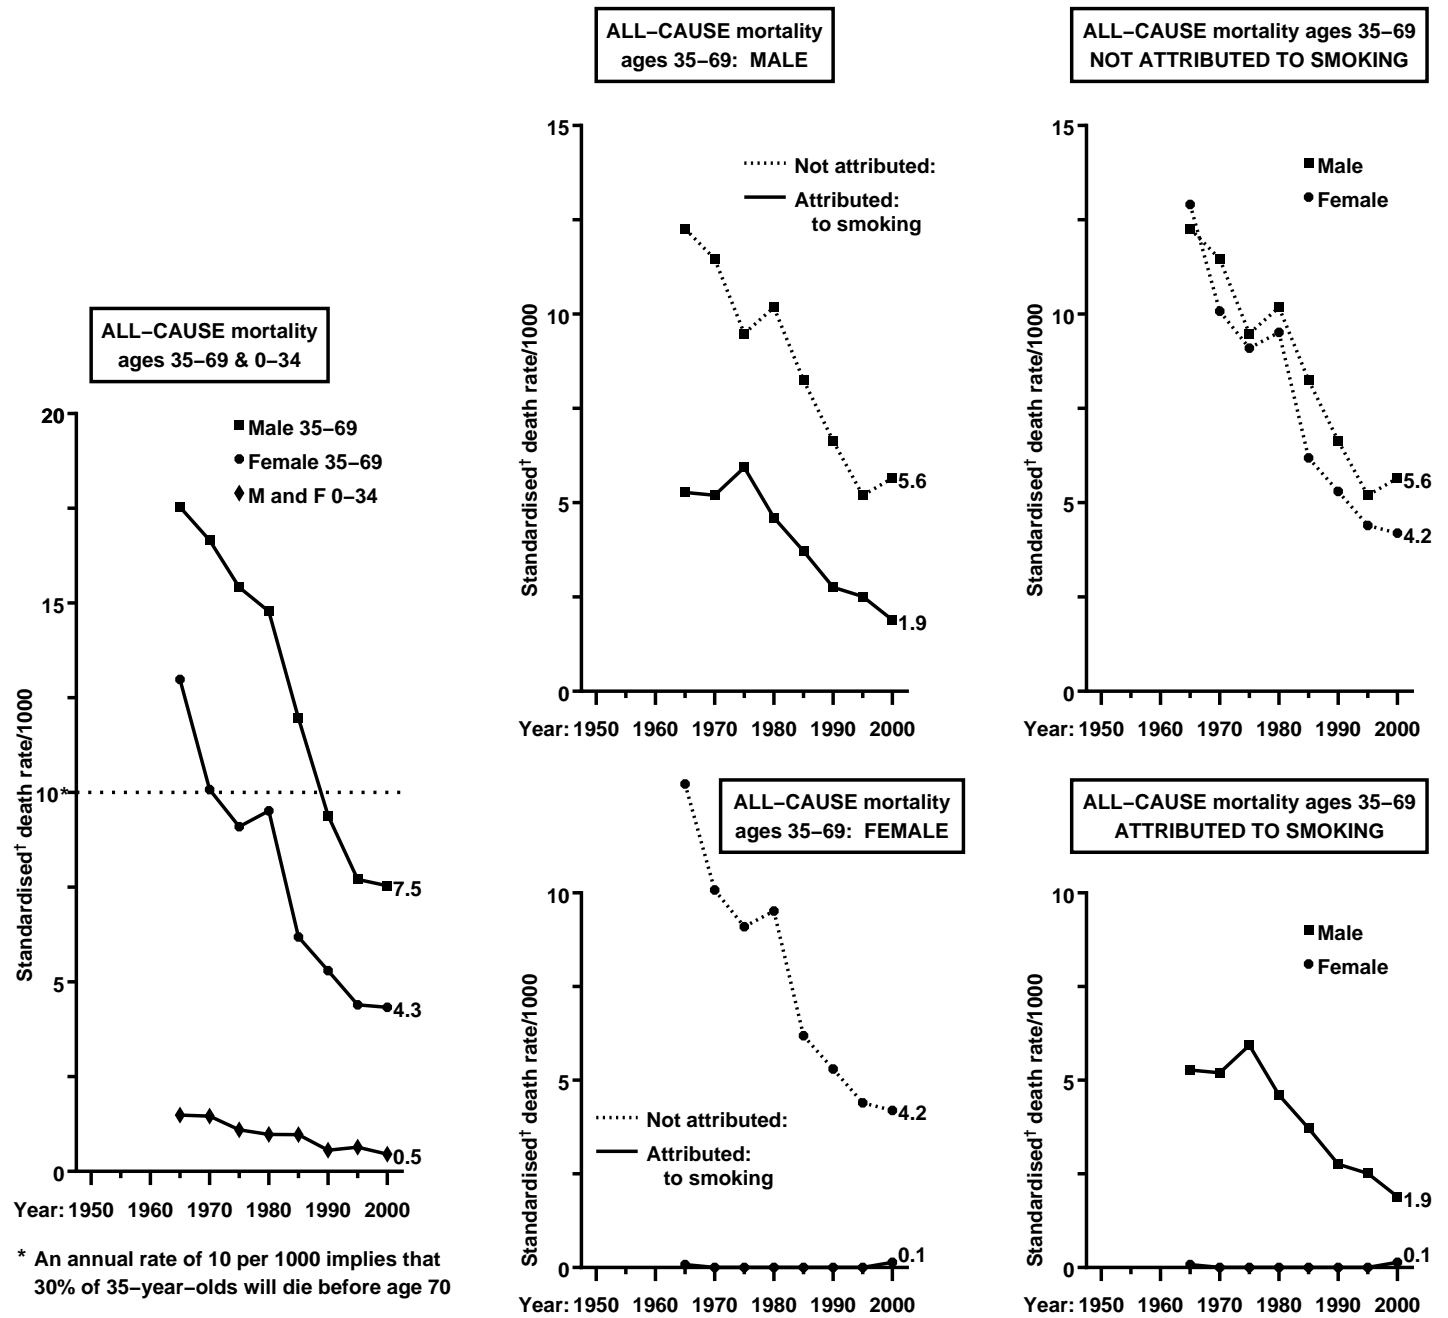 ALL–CAUSE mortality
ages 35–69 & 0–34
20
15
10*
5
0
Standardised† death rate/1000
Male 35–69
Female 35–69
M and F 0–34
7.5
4.3
0.5
Year: 1950 1960 1970 1980 1990 2000
* An annual rate of 10 per 1000 implies that
30% of 35–year–olds will die before age 70
ALL–CAUSE mortality
ages 35–69: MALE
15
10
5
0
Standardised† death rate/1000
Not attributed:
Attributed:
to smoking
5.6
1.9
Year: 1950 1960 1970 1980 1990 2000
ALL–CAUSE mortality ages 35–69
NOT ATTRIBUTED TO SMOKING
15
10
5
0
Standardised† death rate/1000
Male
Female
5.6
4.2
Year: 1950 1960 1970 1980 1990 2000
ALL–CAUSE mortality
ages 35–69: FEMALE
10
5
0
Standardised† death rate/1000
4.2
Not attributed:
Attributed:
to smoking
0.1
Year: 1950 1960 1970 1980 1990 2000
ALL–CAUSE mortality ages 35–69
ATTRIBUTED TO SMOKING
10
5
0
Standardised† death rate/1000
Male
Female
1.9
0.1
Year: 1950 1960 1970 1980 1990 2000